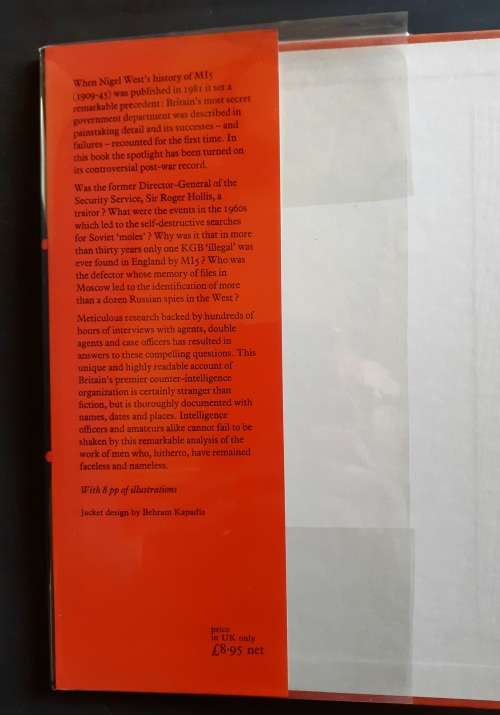 When Nigel West's history of MI5
(1909-45) was published in 1981 it set a
remarkable precedent: Britain's most secret
government department was described in
painstaking detail and its successes – and
failures – recounted for the first time. In
this book the spotlight has been turned on
its controversial post-war record.
Was the former Director-General of the
Security Service, Sir Roger Hollis, a
traitor? What were the events in the 1960s
which led to the self-destructive searches
for Soviet 'moles'? Why was it that in more
than thirty years only one KGB 'illegal' was
ever found in England by MI5? Who was
the defector whose memory of files in
Moscow led to the identification of more
than a dozen Russian spies in the West?
Meticulous research backed by hundreds of
hours of interviews with agents, double
agents and case officers has resulted in
answers to these compelling questions. This
unique and highly readable account of
Britain's premier counter-intelligence
organization is certainly stranger than
fiction, but is thoroughly documented with
names, dates and places. Intelligence
officers and amateurs alike cannot fail to be
shaken by this remarkable analysis of the
work of men who, hitherto, have remained
faceless and nameless.
With 8 pp of illustrations
Jacket design by Behram Kapadia
price
in UK only
£8·95 net